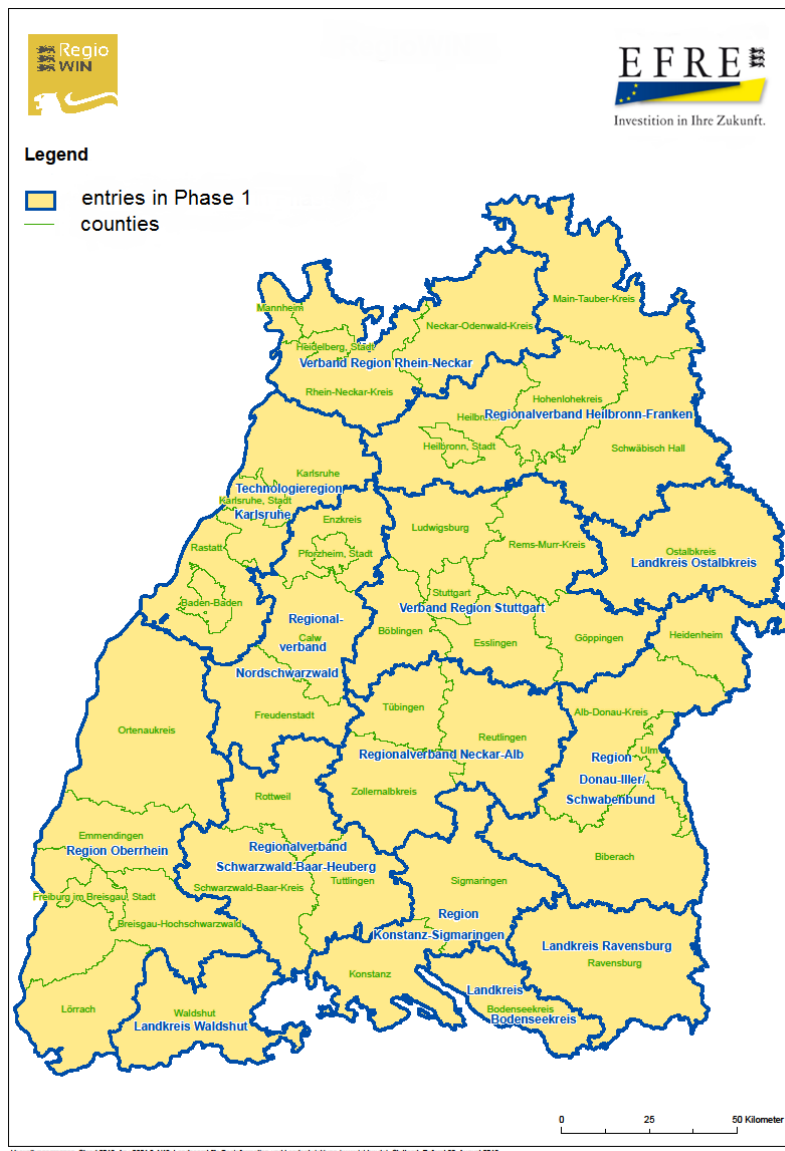 Regio
WIN
EFRE
Investition in Ihre Zukunft.
Legend
entries in Phase 1
counties
Main-Tauber-Kreis
Mannheim
Neckar-Odenwald-Kreis
Heidelberg, Stadt
Verband Region Rhein-Neckar
Rhein-Neckar-Kreis
Hohenlohekreis
Regionalverband Heilbronn-Franken
Heilbronn, Stadt
Schwäbisch Hall
Karlsruhe
Technologieregion
Karlsruhe, Stadt
Karlsruhe
Enzkreis
Ludwigsburg
Rems-Murr-Kreis
Rastatt
Pforzheim, Stadt
Ostalbkreis
Landkreis Ostalbkreis
Baden-Baden
Stuttgart
Verband Region Stuttgart
Regional-
verband
Calw
Böblingen
Esslingen
Göppingen
Heidenheim
Nordschwarzwald
Freudenstadt
Tübingen
Alb-Donau-Kreis
Ortenaukreis
Reutlingen
Regionalverband Neckar-Alb
Ulm
Region
Donau-Iller/
Schwabenbund
Zollernalbkreis
Rottweil
Emmendingen
Region Oberrhein
Regionalverband
Schwarzwald-Baar-Heuberg
Biberach
Schwarzwald-Baar-Kreis
Tuttlingen
Sigmaringen
Freiburg im Breisgau, Stadt
Breisgau-Hochschwarzwald
Region
Konstanz-Sigmaringen
Landkreis Ravensburg
Ravensburg
Konstanz
Landkreis
Bodenseekreis
Bodenseekreis
Lörrach
Waldshut
Landkreis Waldshut
0 25 50 Kilometer